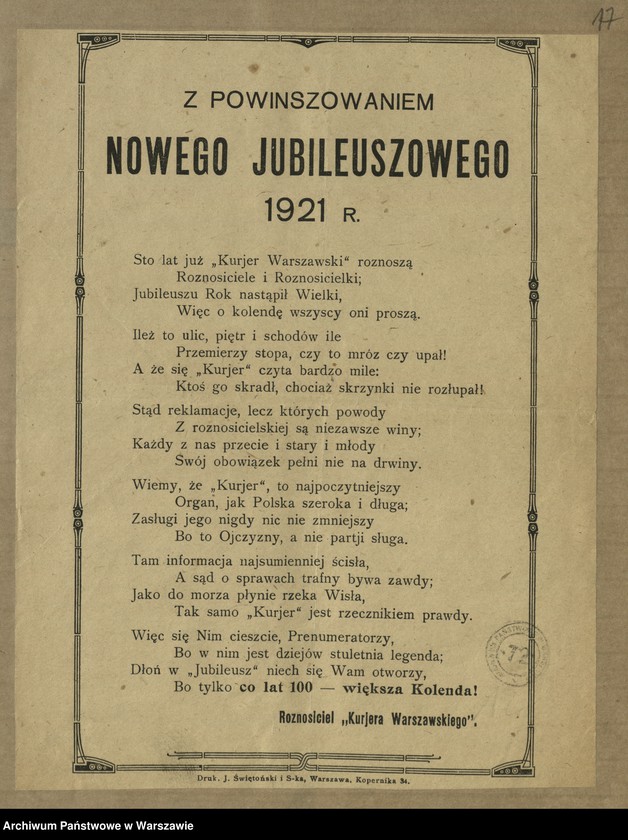 17
Z POWINSZOWANIEM
NOWEGO JUBILEUSZOWEGO
1921 R.
Sto lat już „Kurjer Warszawski“ roznoszą
Roznosiciele i Roznosicielki;
Jubileuszu Rok nastąpił Wielki,
Więc o kolendę wszyscy oni proszą.
Ileż to ulic, piętr i schodów ile
Przemierzy stopa, czy to mróz czy upał!
A że się „Kurjer“ czyta bardzo mile:
Ktoś go skradł, chociaż skrzynki nie rozłupał!
Stąd reklamacje, lecz których powody
Z roznosicielskiej są niezawsze winy;
Każdy z nas przecie i stary i młody
Swój obowiązek pełni nie na drwiny.
Wiemy, że „Kurjer“, to najpoczytniejszy
Organ, jak Polska szeroka i długa;
Zasługi jego nigdy nic nie zmniejszy
Bo to Ojczyzny, a nie partji sługa.
Tam informacja najsumienniej ścisła,
A sąd o sprawach trafny bywa zawdy;
Jako do morza płynie rzeka Wisła,
Tak samo „Kurjer“ jest rzecznikiem prawdy.
Więc się Nim cieszcie, Prenumeratorzy,
Bo w nim jest dziejów stuletnia legenda;
Dłoń w „Jubileusz“ niech się Wam otworzy,
Bo tylko co lat 100 — większa Kolenda!
Roznosiciel „Kurjera Warszawskiego“.
Druk. J. Świętoński i S-ka, Warszawa, Kopernika 34.
Archiwum Państwowe w Warszawie